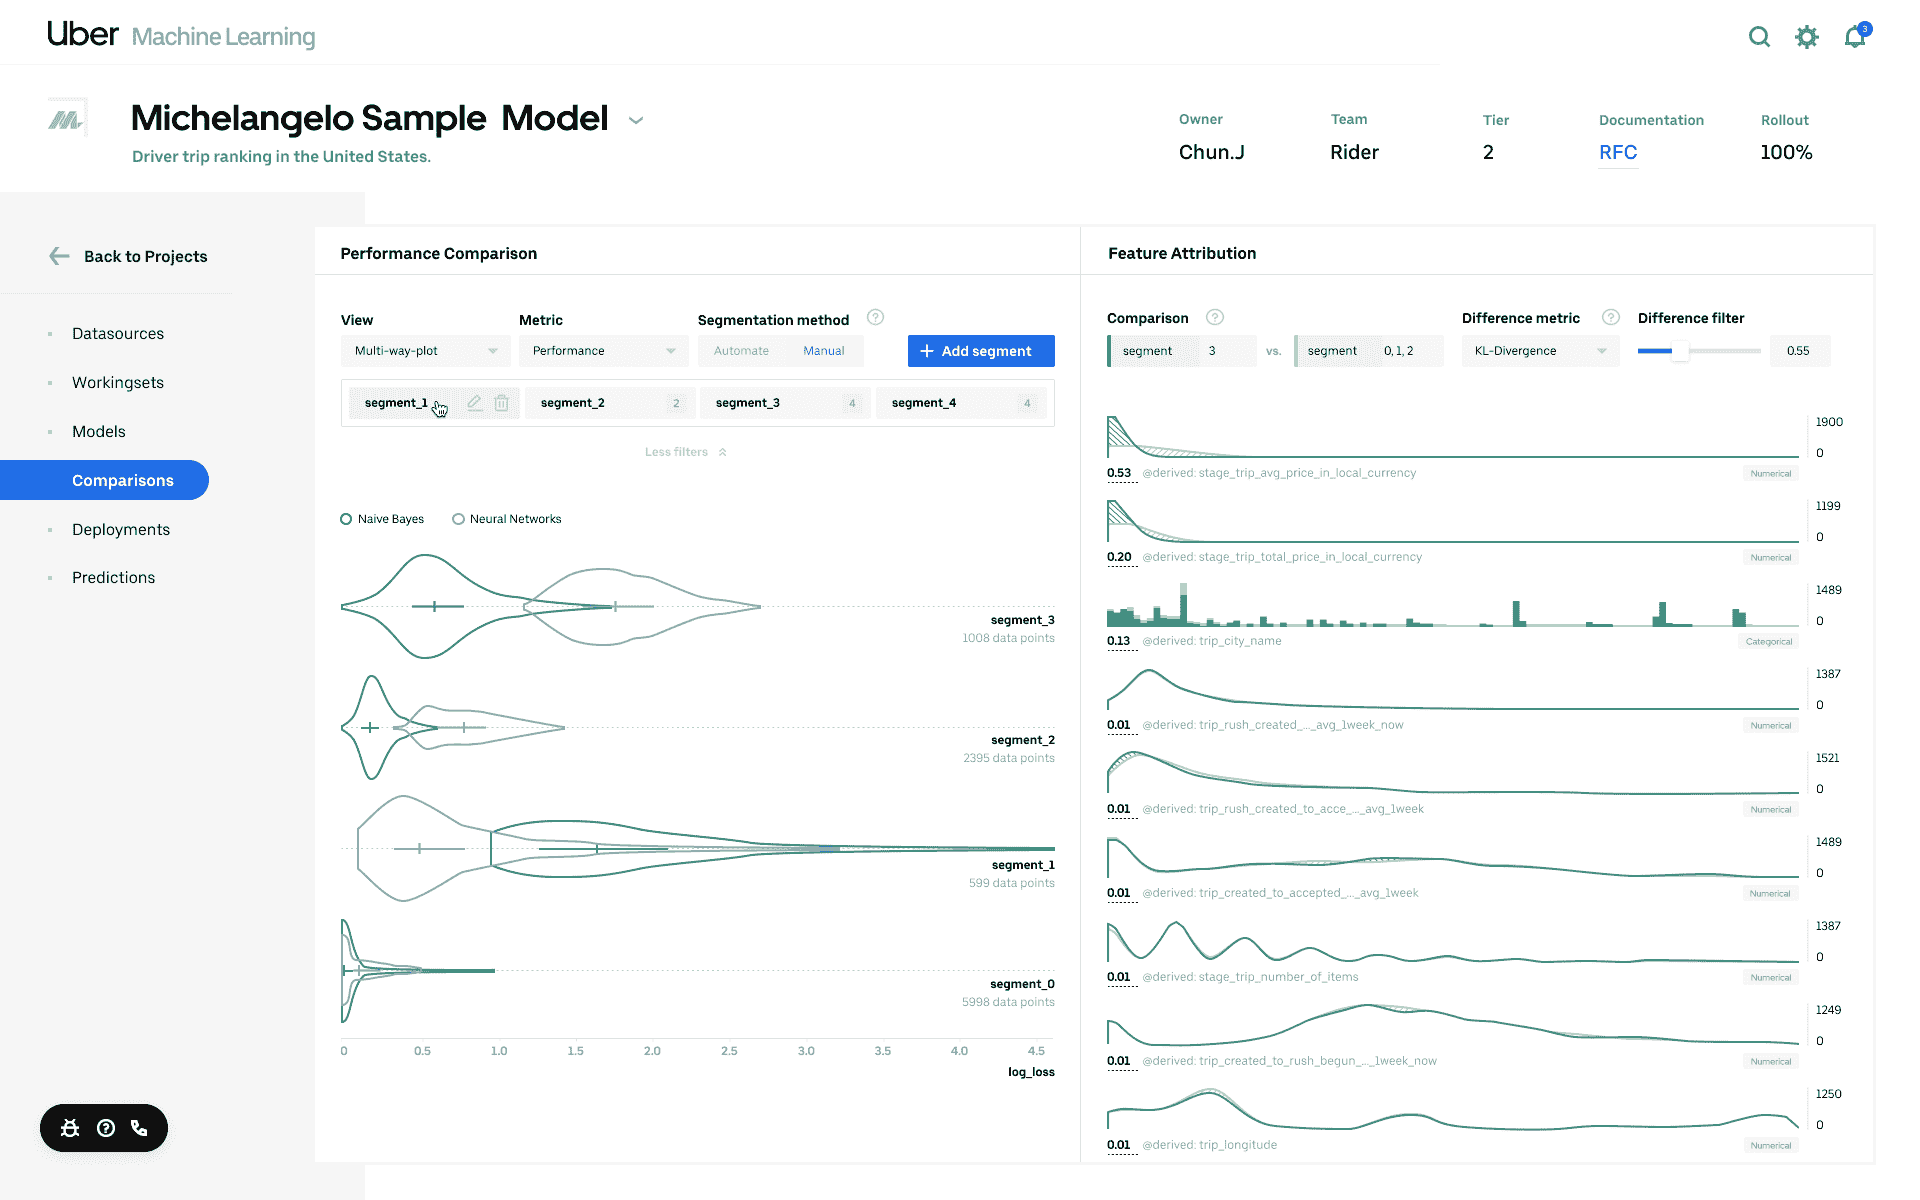 Uber Machine Learning
3
Michelangelo Sample Model
Driver trip ranking in the United States.
Owner
Chun.J
Team
Rider
Tier
2
Documentation
RFC
Rollout
100%
Back to Projects
Datasources
Workingsets
Models
Comparisons
Deployments
Predictions
Performance Comparison
View
Multi-way-plot
Metric
Performance
Segmentation method ?
Automate Manual
+ Add segment
segment_1
segment_2 2
segment_3 4
segment_4 4
Less filters
Naive Bayes Neural Networks
segment_3
1008 data points
segment_2
2395 data points
segment_1
599 data points
segment_0
5998 data points
0 0.5 1.0 1.5 2.0 2.5 3.0 3.5 4.0 4.5
log_loss
Feature Attribution
Comparison ?
segment 3 vs. segment 0, 1, 2
Difference metric ?
KL-Divergence
Difference filter
0.55
1900
0
0.53 @derived: stage_trip_avg_price_in_local_currency Numerical
1199
0
0.20 @derived: stage_trip_total_price_in_local_currency Numerical
1489
0
0.13 @derived: trip_city_name Categorical
1387
0
0.01 @derived: trip_rush_created_..._avg_1week_now Numerical
1521
0
0.01 @derived: trip_rush_created_to_acce_..._avg_1week Numerical
1489
0
0.01 @derived: trip_created_to_accepted_..._avg_1week Numerical
1387
0
0.01 @derived: stage_trip_number_of_items Numerical
1249
0
0.01 @derived: trip_created_to_rush_begun_..._1week_now Numerical
1250
0
0.01 @derived: trip_longitude Numerical